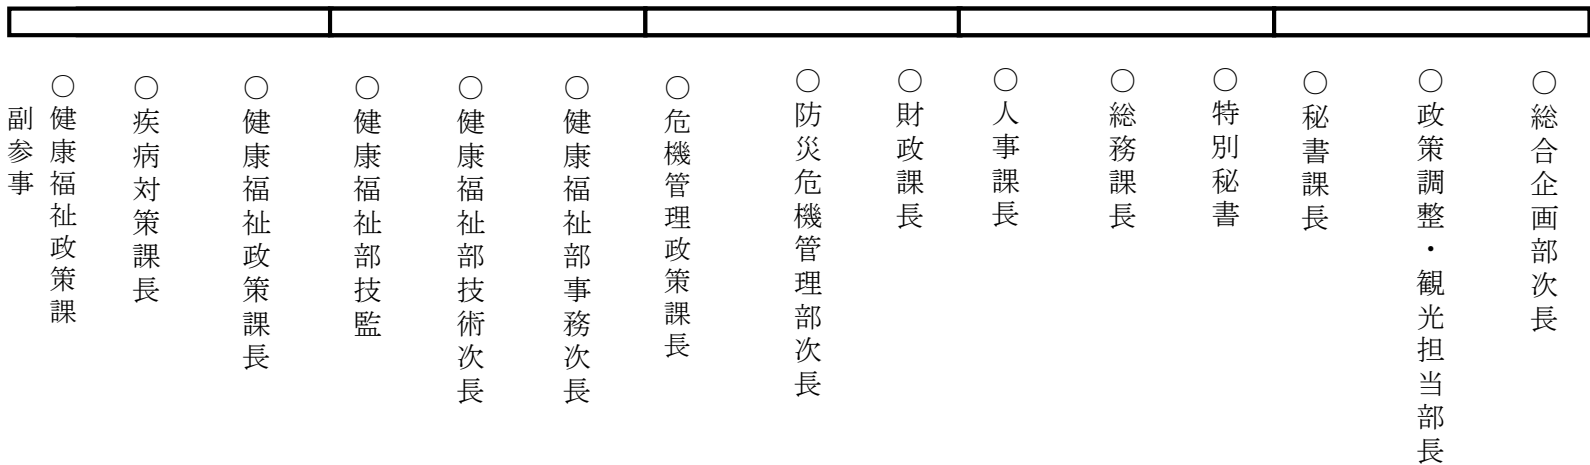 ○総合企画部次長
○政策調整・観光担当部長
○秘書課長
○特別秘書
○総務課長
○人事課長
○財政課長
○防災危機管理部次長
○危機管理政策課長
○健康福祉部事務次長
○健康福祉部技術次長
○健康福祉部技監
○健康福祉政策課長
○疾病対策課長
○健康福祉政策課
副参事